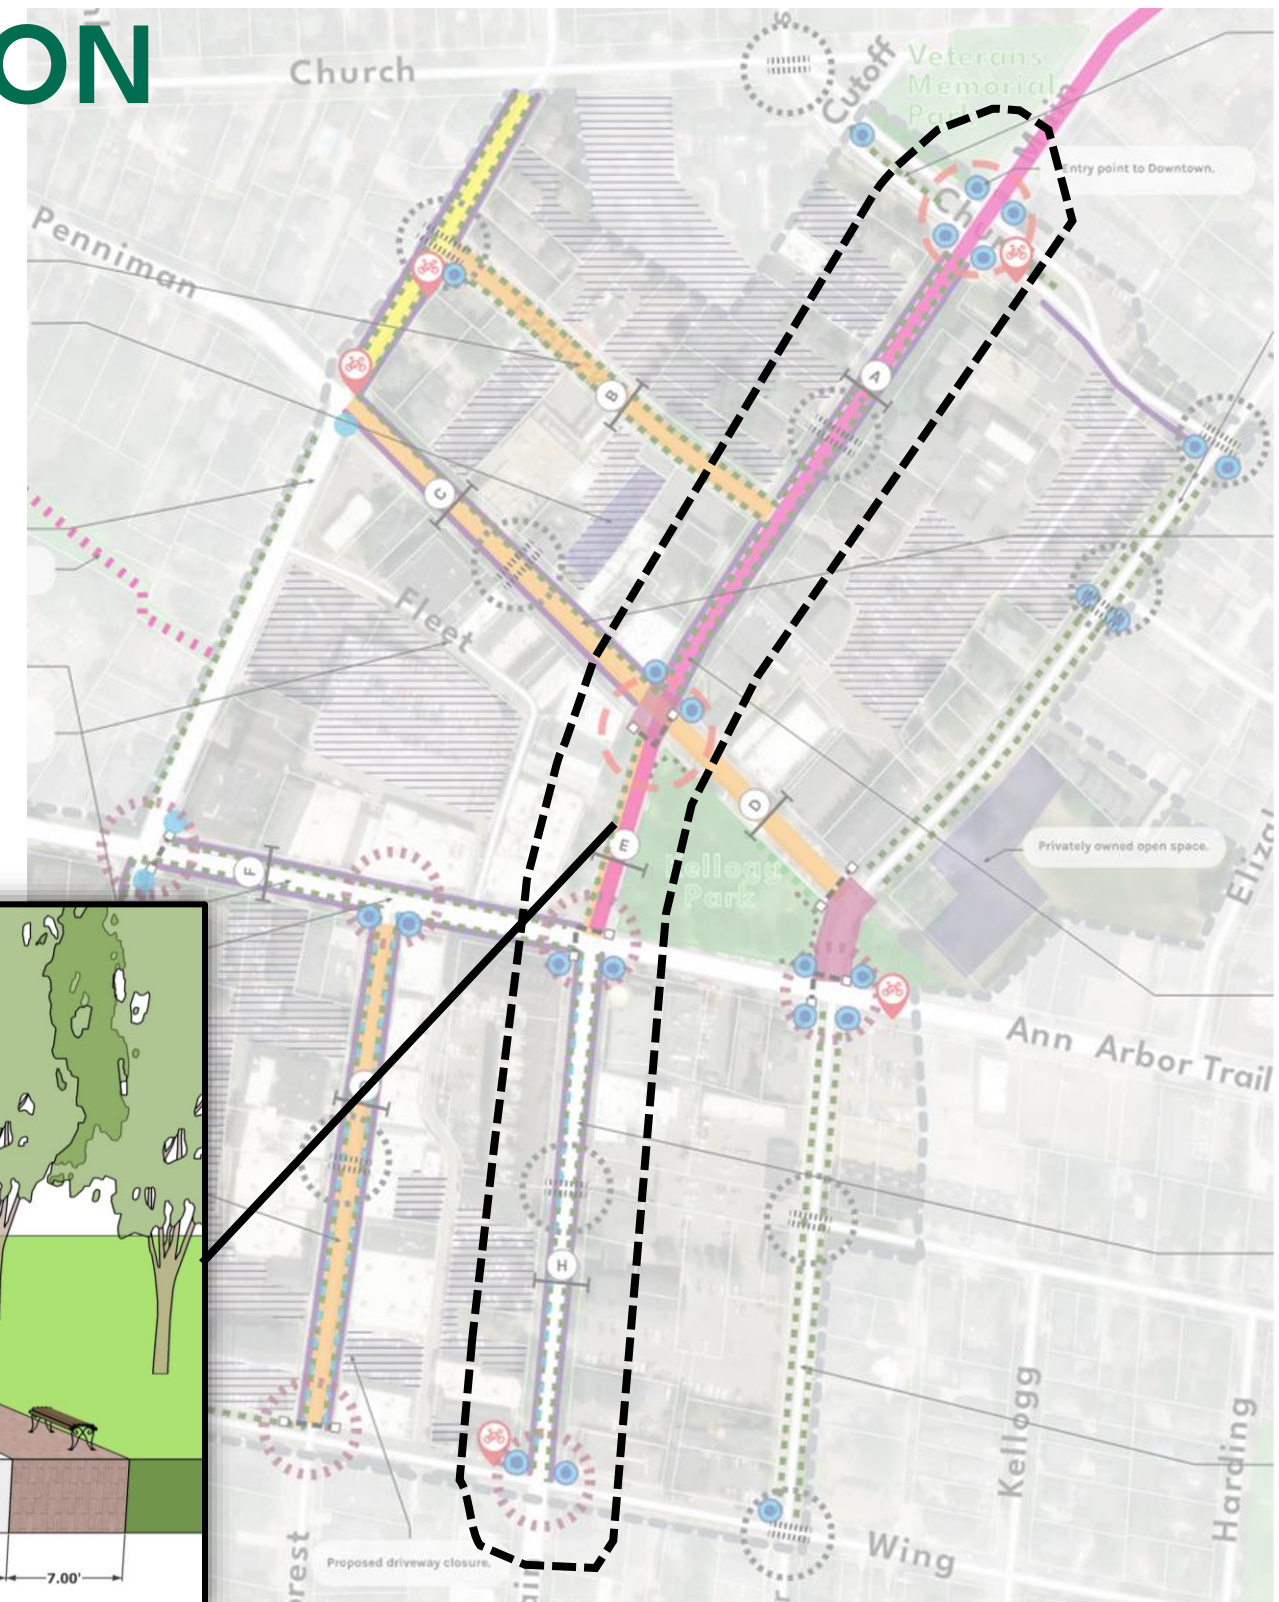 ON
Church
Cutoff
Veterans
Memorial
Park
Entry point to Downtown.
Penniman
A
B
C
Fleet
D
E
Kellogg
Park
Privately owned open space.
F
Ann Arbor Trail
H
Kellogg
Harding
Wing
Proposed driveway closure.
7.00'